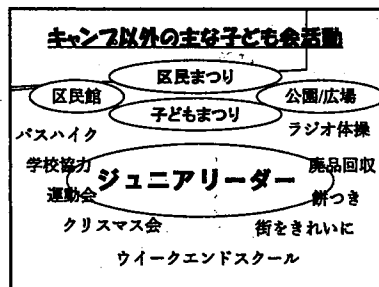 キャンプ以外の主な子ども会活動
区民まつり
区民館
公園/広場
子どもまつり
バスハイク
ラジオ体操
学校協力
廃品回収
ジュニアリーダー
運動会
餅つき
クリスマス会
街をきれいに
ウイークエンドスクール